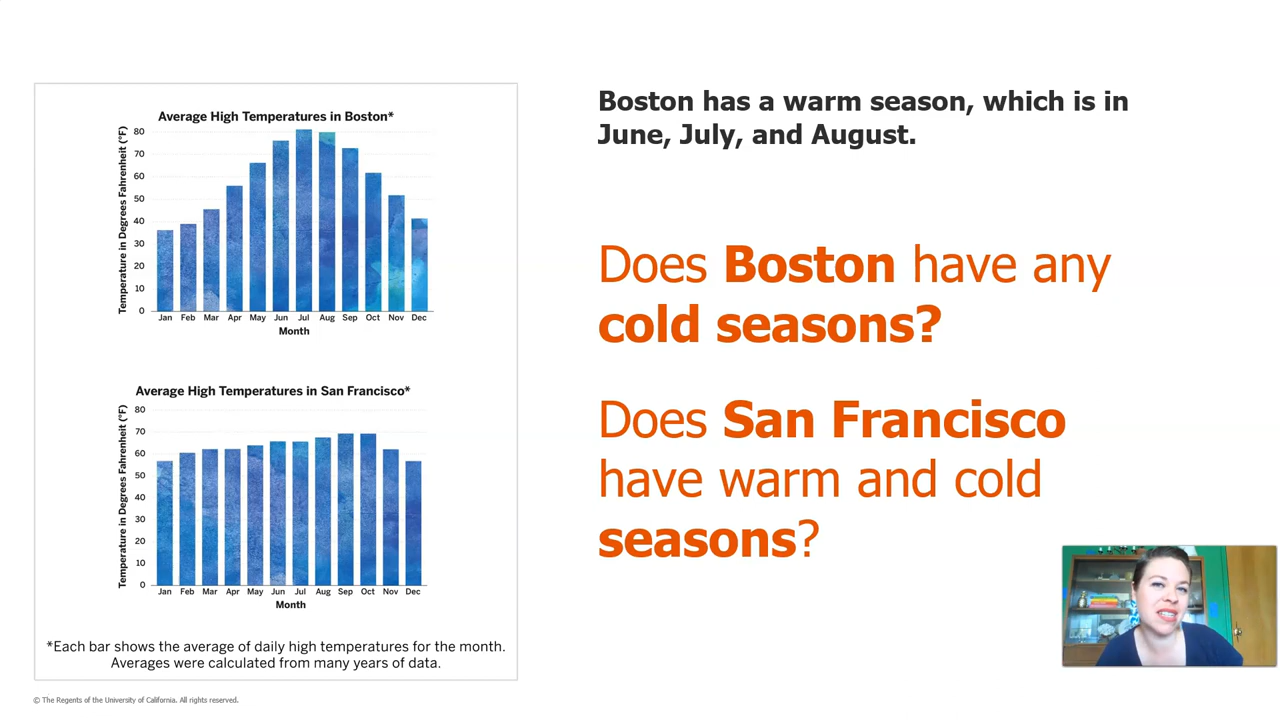 Average High Temperatures in Boston*
Temperature in Degrees Fahrenheit (°F)
80
70
60
50
40
30
20
10
0
Jan Feb Mar Apr May Jun Jul Aug Sep Oct Nov Dec
Month
Average High Temperatures in San Francisco*
Temperature in Degrees Fahrenheit (°F)
80
70
60
50
40
30
20
10
0
Jan Feb Mar Apr May Jun Jul Aug Sep Oct Nov Dec
Month
*Each bar shows the average of daily high temperatures for the month.
Averages were calculated from many years of data.
Boston has a warm season, which is in
June, July, and August.
Does Boston have any
cold seasons?
Does San Francisco
have warm and cold
seasons?
© The Regents of the University of California. All rights reserved.